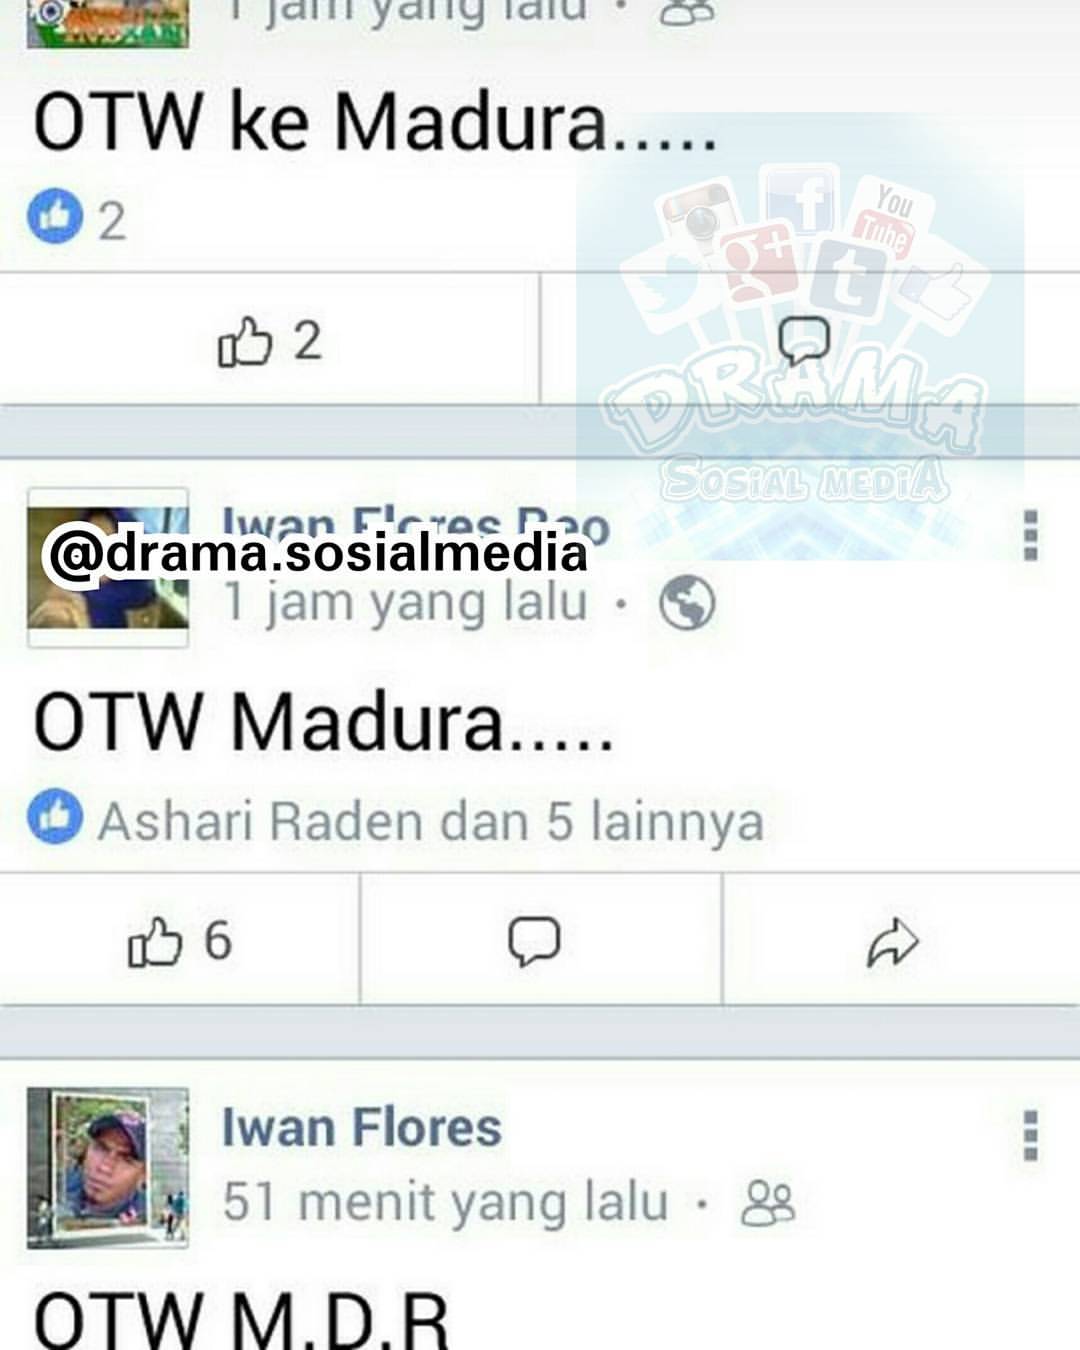 1 jam yang lalu ·
OTW ke Madura.....
2
2
You
Tube
f
g+
t
DRAMA
SOSIAL MEDIA
Iwan Flores
@drama.sosialmedia
1 jam yang lalu ·
OTW Madura.....
Ashari Raden dan 5 lainnya
6
Iwan Flores
51 menit yang lalu ·
OTW M.D.R